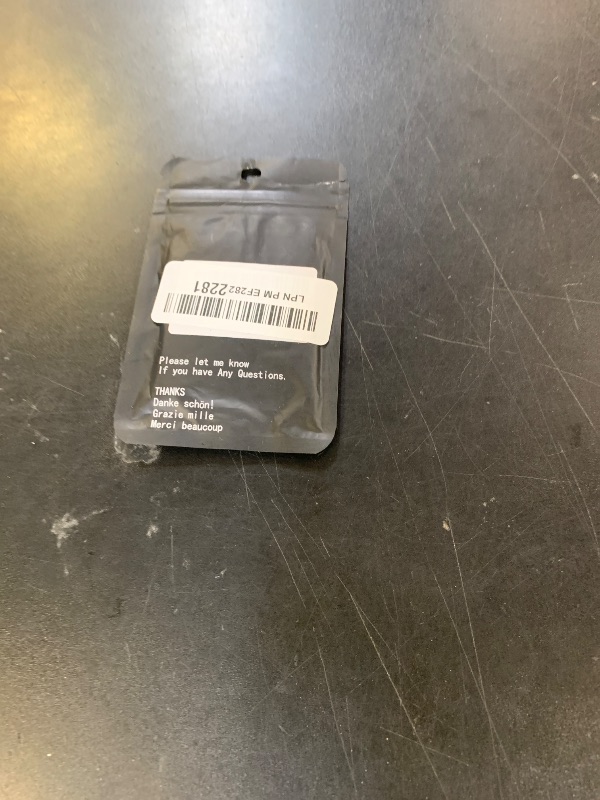 LPN PM EF2822281
Please let me know
If you have Any Questions.
THANKS
Danke schön!
Grazie mille
Merci beaucoup